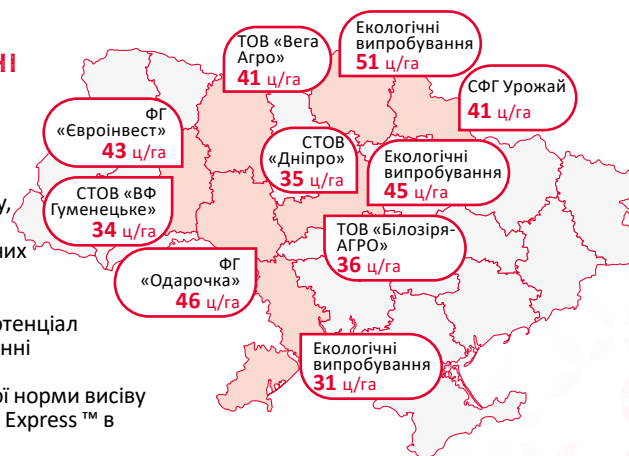 НІ
у,
них
отенціал
нні
ої норми висіву
Express ™ в
ТОВ «Вега
Агро»
41 ц/га
Екологічні
випробування
51 ц/га
СФГ Урожай
41 ц/га
ФГ
«Євроінвест»
43 ц/га
СТОВ
«Дніпро»
35 ц/га
Екологічні
випробування
45 ц/га
СТОВ «ВФ
Гуменецьке»
34 ц/га
ТОВ «Білозіря-
АГРО»
36 ц/га
ФГ
«Одарочка»
46 ц/га
Екологічні
випробування
31 ц/га